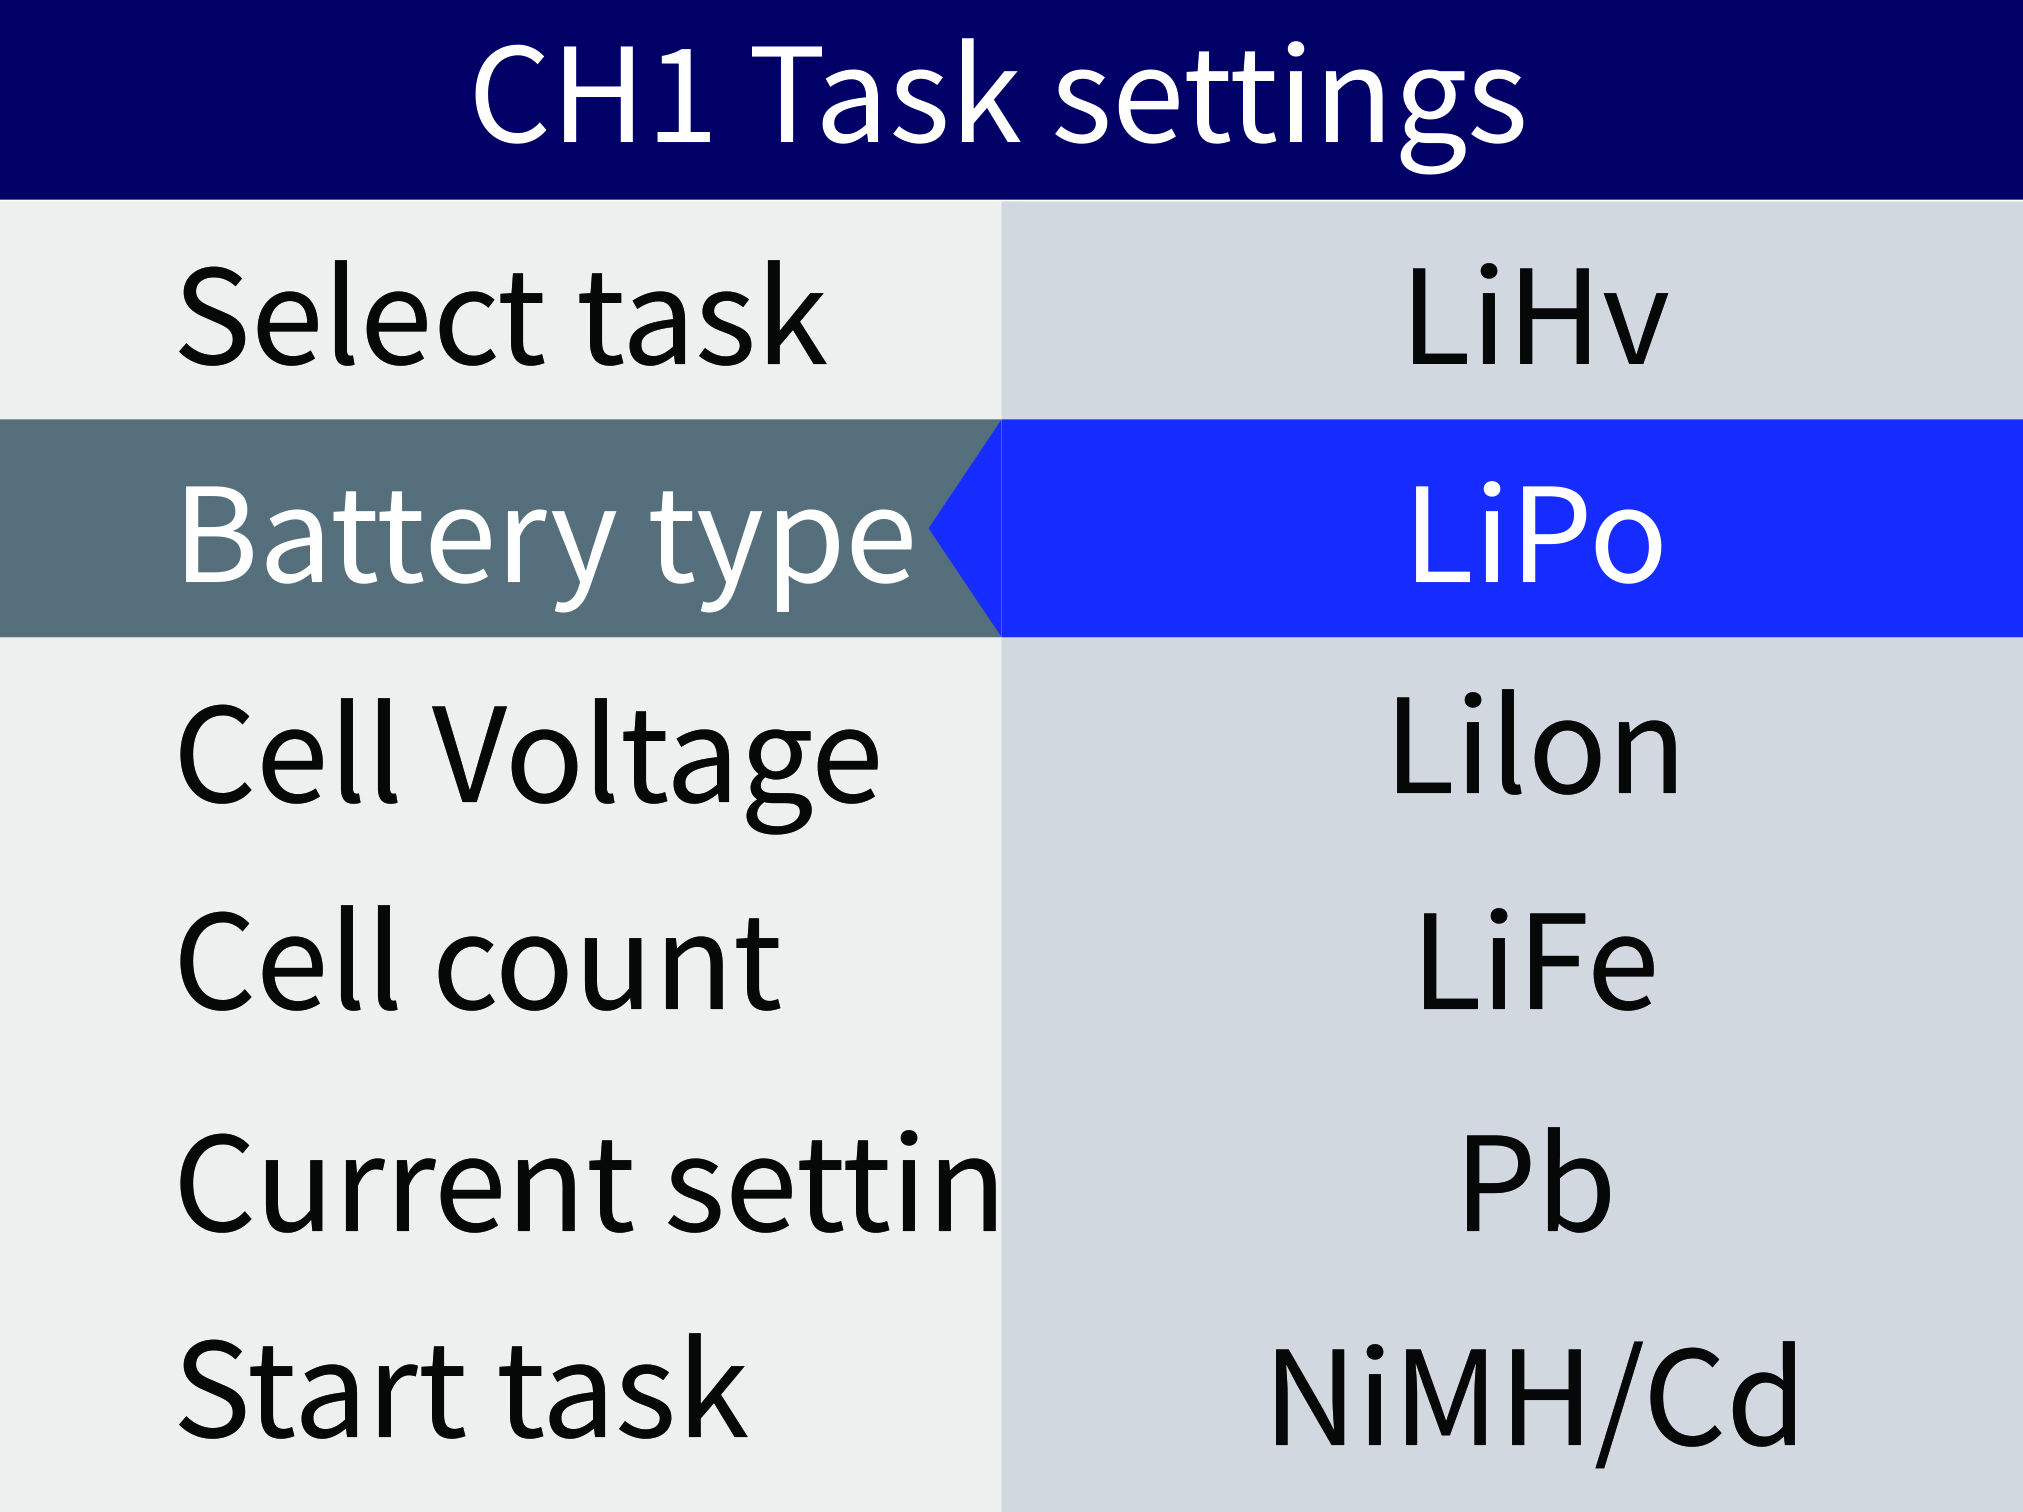 CH1 Task settings
Select task
LiHv
Battery type
LiPo
Cell Voltage
Lilon
Cell count
LiFe
Current settin
Pb
Start task
NiMH/Cd